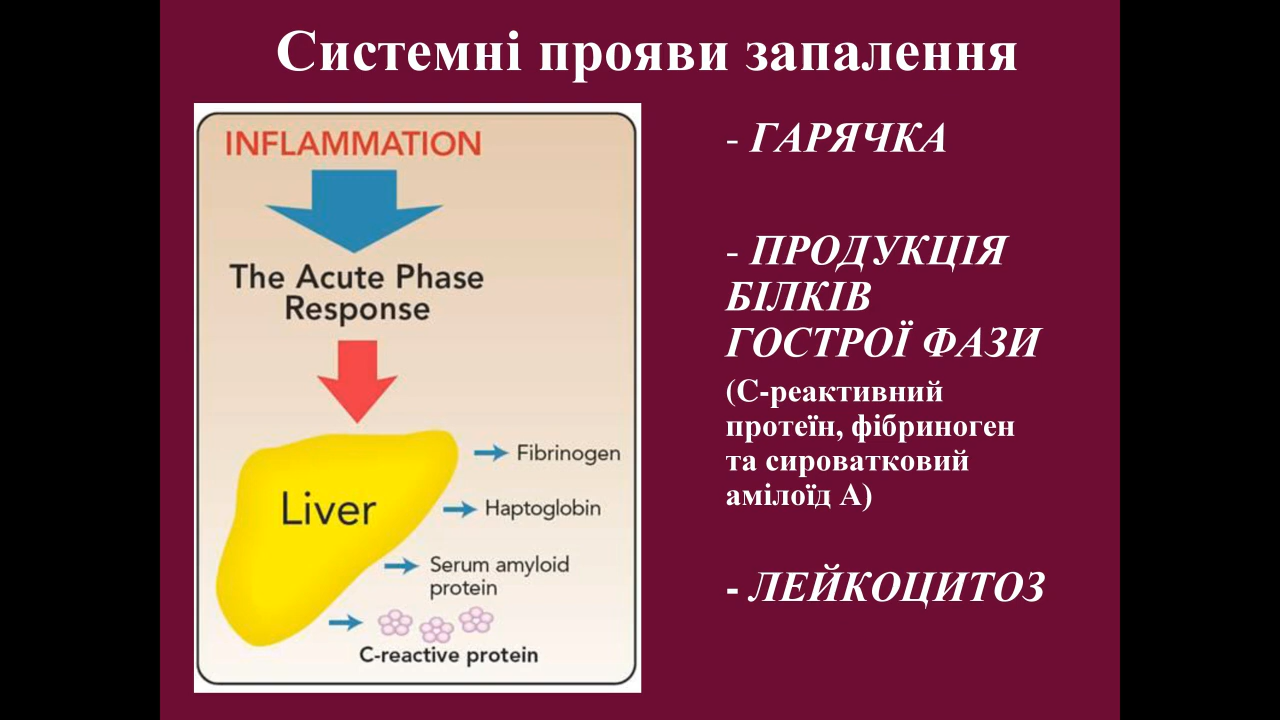 Системні прояви запалення
INFLAMMATION
The Acute Phase
Response
Liver
Fibrinogen
Haptoglobin
Serum amyloid
protein
C-reactive protein
- ГАРЯЧКА
- ПРОДУКЦІЯ
БІЛКІВ
ГОСТРОЇ ФАЗИ
(С-реактивний
протеїн, фібриноген
та сироватковий
амілоїд А)
- ЛЕЙКОЦИТОЗ